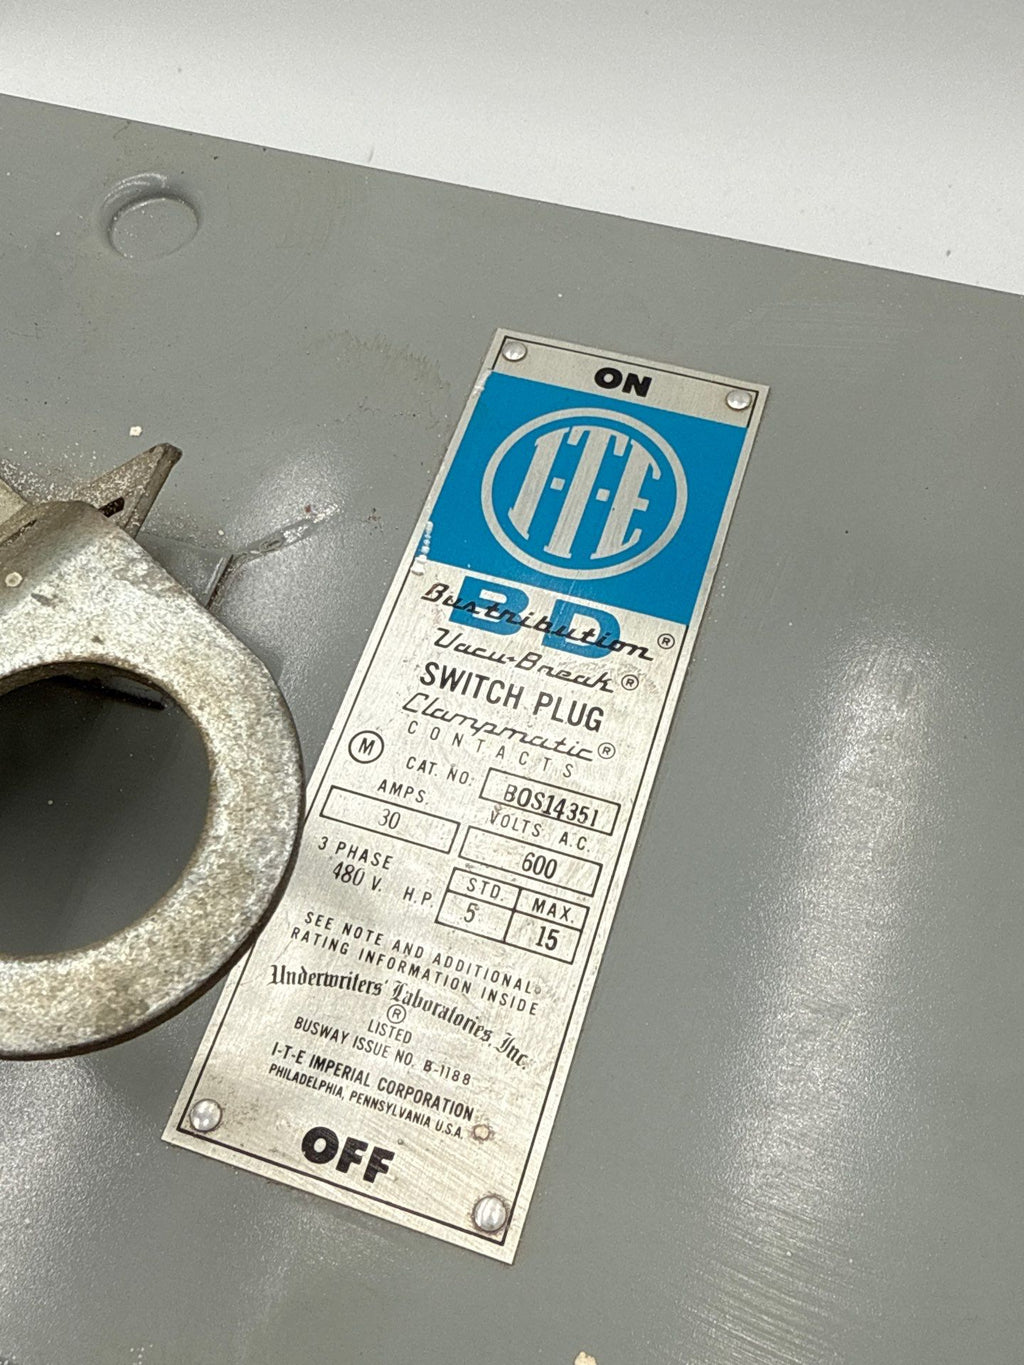 ON
I·T·E
BD
Bustribution®
Vacu-Break®
SWITCH PLUG
Clampmatic®
CONTACTS
M
CAT. NO: BOS14351
AMPS. VOLTS A.C.
30 600
3 PHASE
480 V. H.P. STD. MAX.
5 15
SEE NOTE AND ADDITIONAL
RATING INFORMATION INSIDE
Underwriters' Laboratories, Inc.
®
LISTED
BUSWAY ISSUE NO. B-1188
I-T-E IMPERIAL CORPORATION
PHILADELPHIA, PENNSYLVANIA U.S.A.
OFF